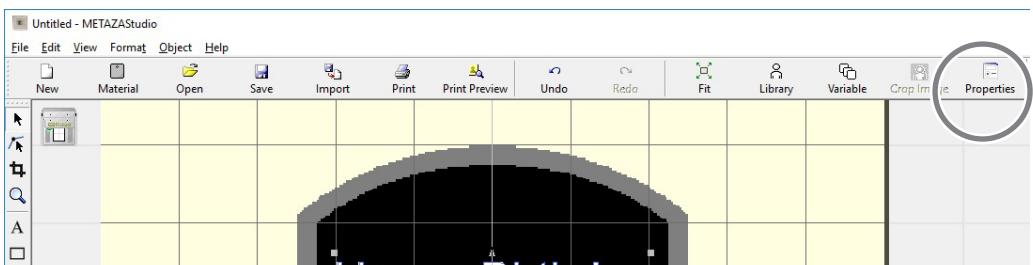 Untitled - METAZAStudio
File Edit View Format Object Help
New Material Open Save Import Print Print Preview Undo Redo Fit Library Variable Crop Image Properties
A